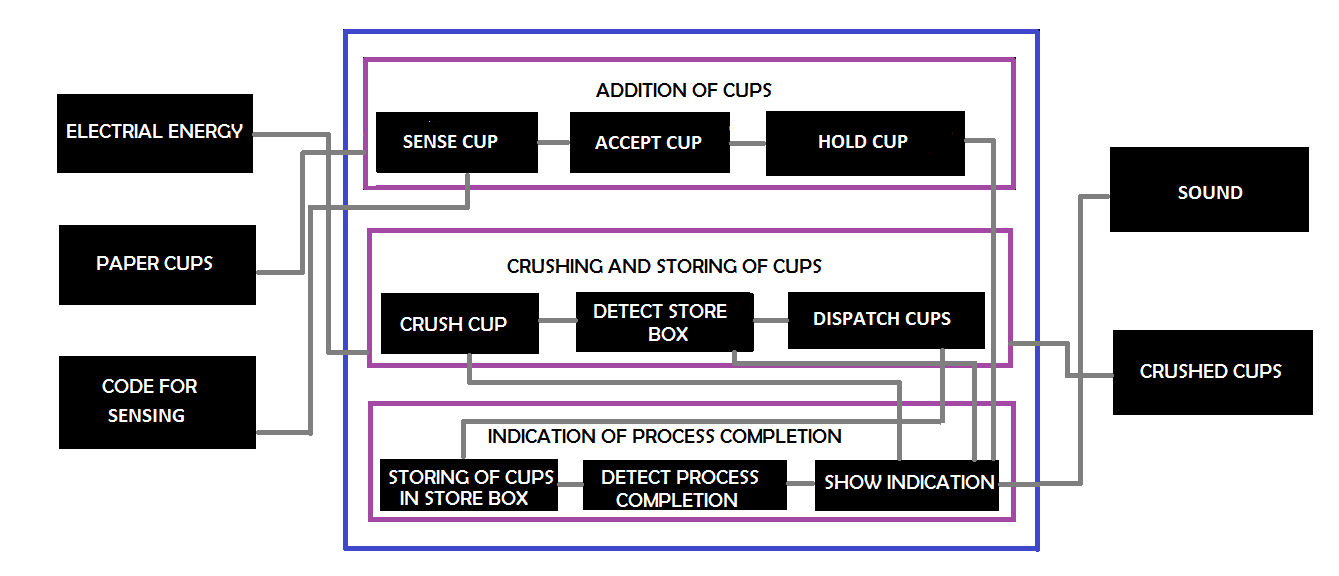 ELECTRIAL ENERGY
PAPER CUPS
CODE FOR
SENSING
ADDITION OF CUPS
SENSE CUP
ACCEPT CUP
HOLD CUP
CRUSHING AND STORING OF CUPS
CRUSH CUP
DETECT STORE
BOX
DISPATCH CUPS
INDICATION OF PROCESS COMPLETION
STORING OF CUPS
IN STORE BOX
DETECT PROCESS
COMPLETION
SHOW INDICATION
SOUND
CRUSHED CUPS